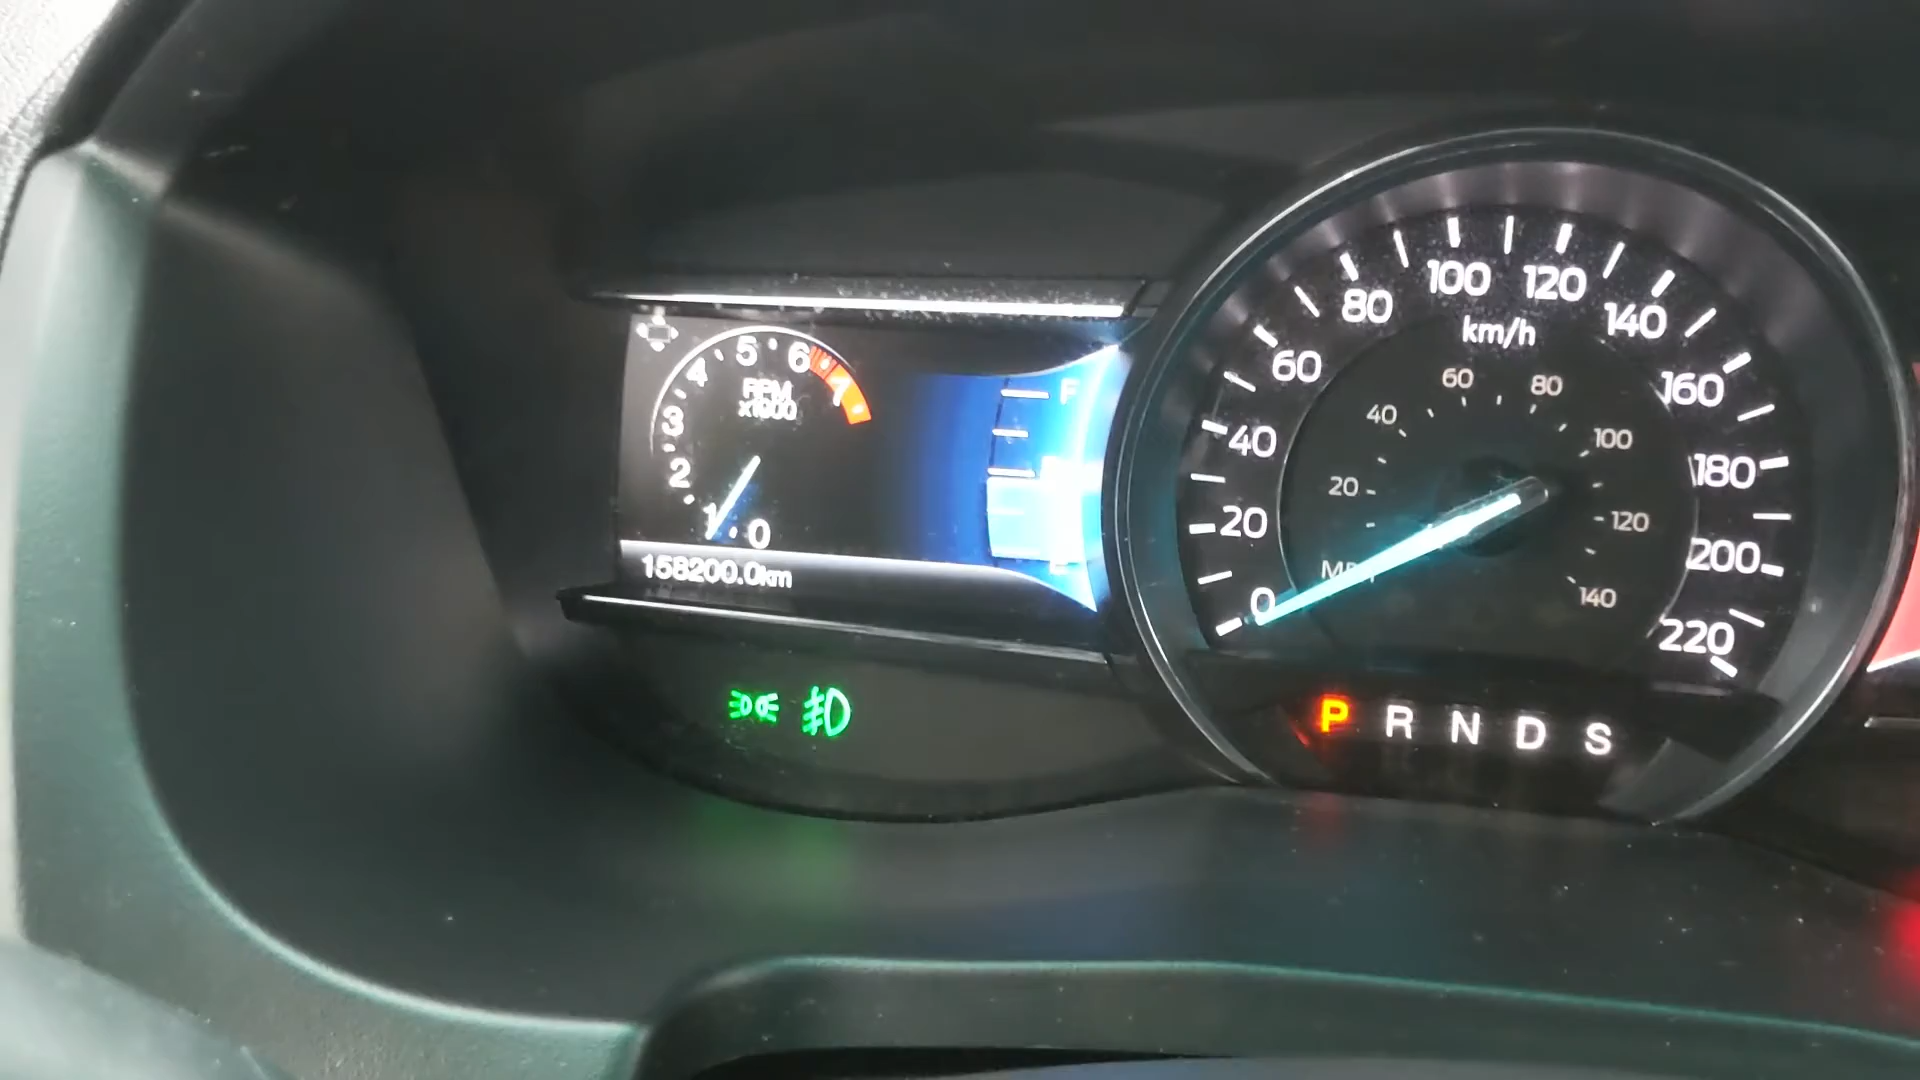 5 6
4 7
RPM
x1000
3
2
1 0
F
158200.0km
100 120
80 140
km/h
60 160
60 80
40 100
40 180
20 120
20 200
MPH
0 140
220
P R N D S